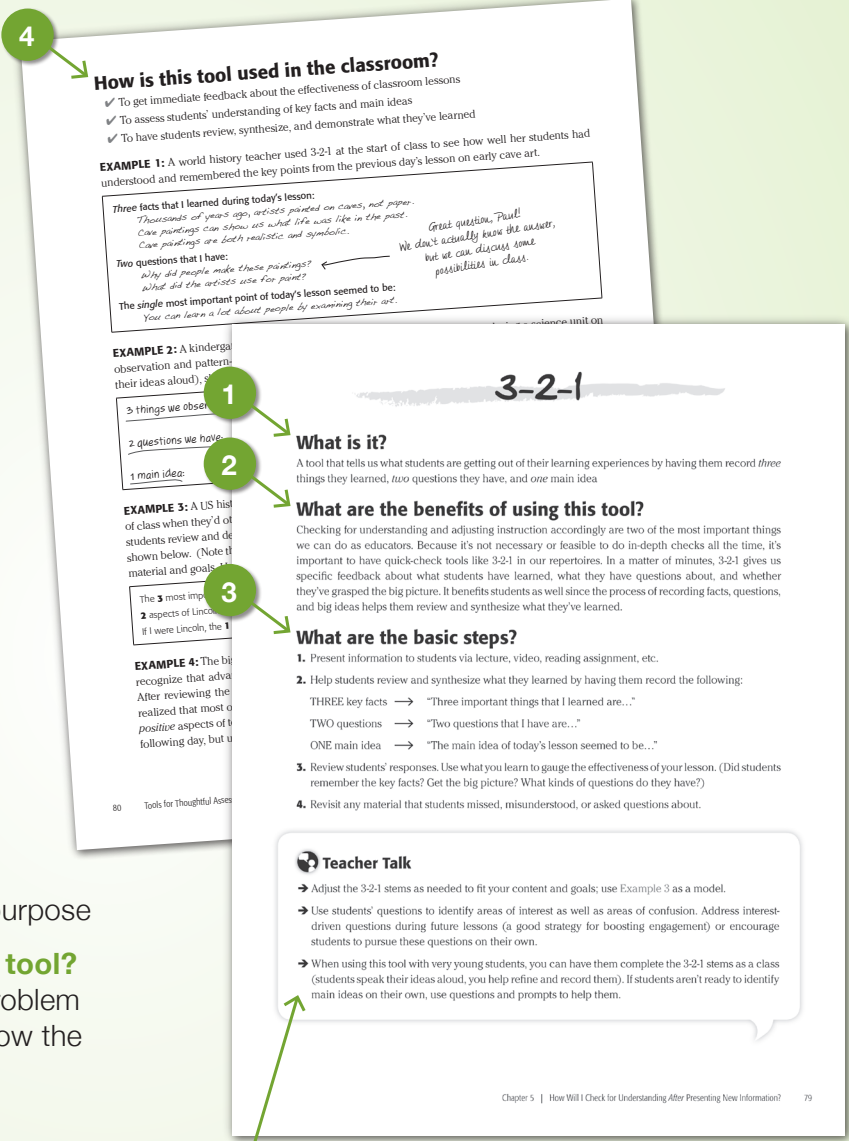 4
How is this tool used in the classroom?
✔ To get immediate feedback about the effectiveness of classroom lessons
✔ To assess students' understanding of key facts and main ideas
✔ To have students review, synthesize, and demonstrate what they've learned
EXAMPLE 1: A world history teacher used 3-2-1 at the start of class to see how well her students had
understood and remembered the key points from the previous day's lesson on early cave art.
Three facts that I learned during today's lesson:
Thousands of years ago, artists painted on caves, not paper.
Cave paintings can show us what life was like in the past.
Cave paintings are both realistic and symbolic.
Two questions that I have:
Why did people make these paintings?
What did the artists use for paint?
Great question, Paul!
We don't actually know the answer,
but we can discuss some
possibilities in class.
The single most important point of today's lesson seemed to be:
You can learn a lot about people by examining their art.
EXAMPLE 2: A
science unit on
observation and
their ideas aloud),
3 things we
2 questions we have:
1 main idea:
EXAMPLE 3: A US
of class when they'd
students review and
shown below. (Note
material and goals.
The 3 most
2 aspects of
If I were Lincoln, the 1
EXAMPLE 4: The
recognize that
After reviewing the
realized that most
positive aspects of
following day, but
80 Tools for Thoughtful
1
2
3
3-2-1
What is it?
A tool that tells us what students are getting out of their learning experiences by having them record three
things they learned, two questions they have, and one main idea
What are the benefits of using this tool?
Checking for understanding and adjusting instruction accordingly are two of the most important things
we can do as educators. Because it's not necessary or feasible to do in-depth checks all the time, it's
important to have quick-check tools like 3-2-1 in our repertoires. In a matter of minutes, 3-2-1 gives us
specific feedback about what students have learned, what they have questions about, and whether
they've grasped the big picture. It benefits students as well since the process of recording facts, questions,
and big ideas helps them review and synthesize what they've learned.
What are the basic steps?
1. Present information to students via lecture, video, reading assignment, etc.
2. Help students review and synthesize what they learned by having them record the following:
THREE key facts → "Three important things that I learned are…"
TWO questions → "Two questions that I have are…"
ONE main idea → "The main idea of today's lesson seemed to be…"
3. Review students' responses. Use what you learn to gauge the effectiveness of your lesson. (Did students
remember the key facts? Get the big picture? What kinds of questions do they have?)
4. Revisit any material that students missed, misunderstood, or asked questions about.
Teacher Talk
➔ Adjust the 3-2-1 stems as needed to fit your content and goals; use Example 3 as a model.
➔ Use students' questions to identify areas of interest as well as areas of confusion. Address interest-
driven questions during future lessons (a good strategy for boosting engagement) or encourage
students to pursue these questions on their own.
➔ When using this tool with very young students, you can have them complete the 3-2-1 stems as a class
(students speak their ideas aloud, you help refine and record them). If students aren't ready to identify
main ideas on their own, use questions and prompts to help them.
Chapter 5 | How Will I Check for Understanding After Presenting New Information? 79
urpose
tool?
roblem
ow the